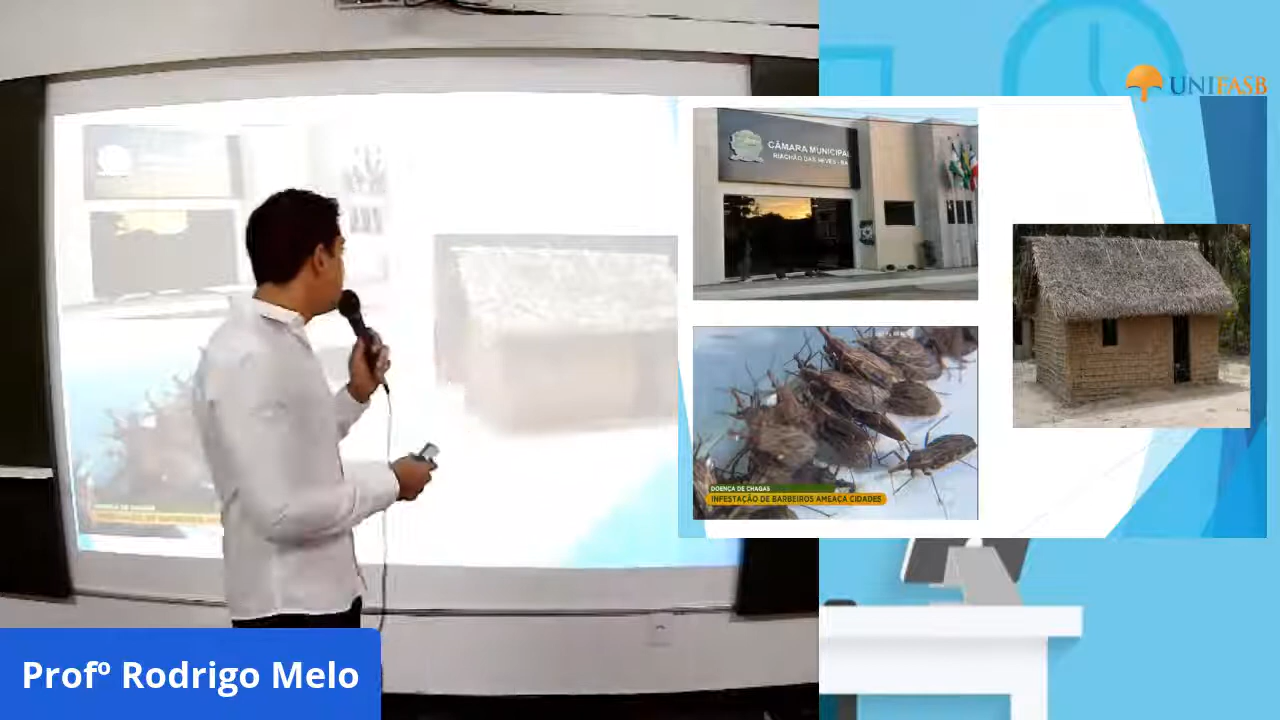 UNIFASB
CÂMARA MUNICIPAL
RIACHÃO DAS NEVES - BA
DOENÇA DE CHAGAS
INFESTAÇÃO DE BARBEIROS AMEAÇA CIDADES
Profº Rodrigo Melo